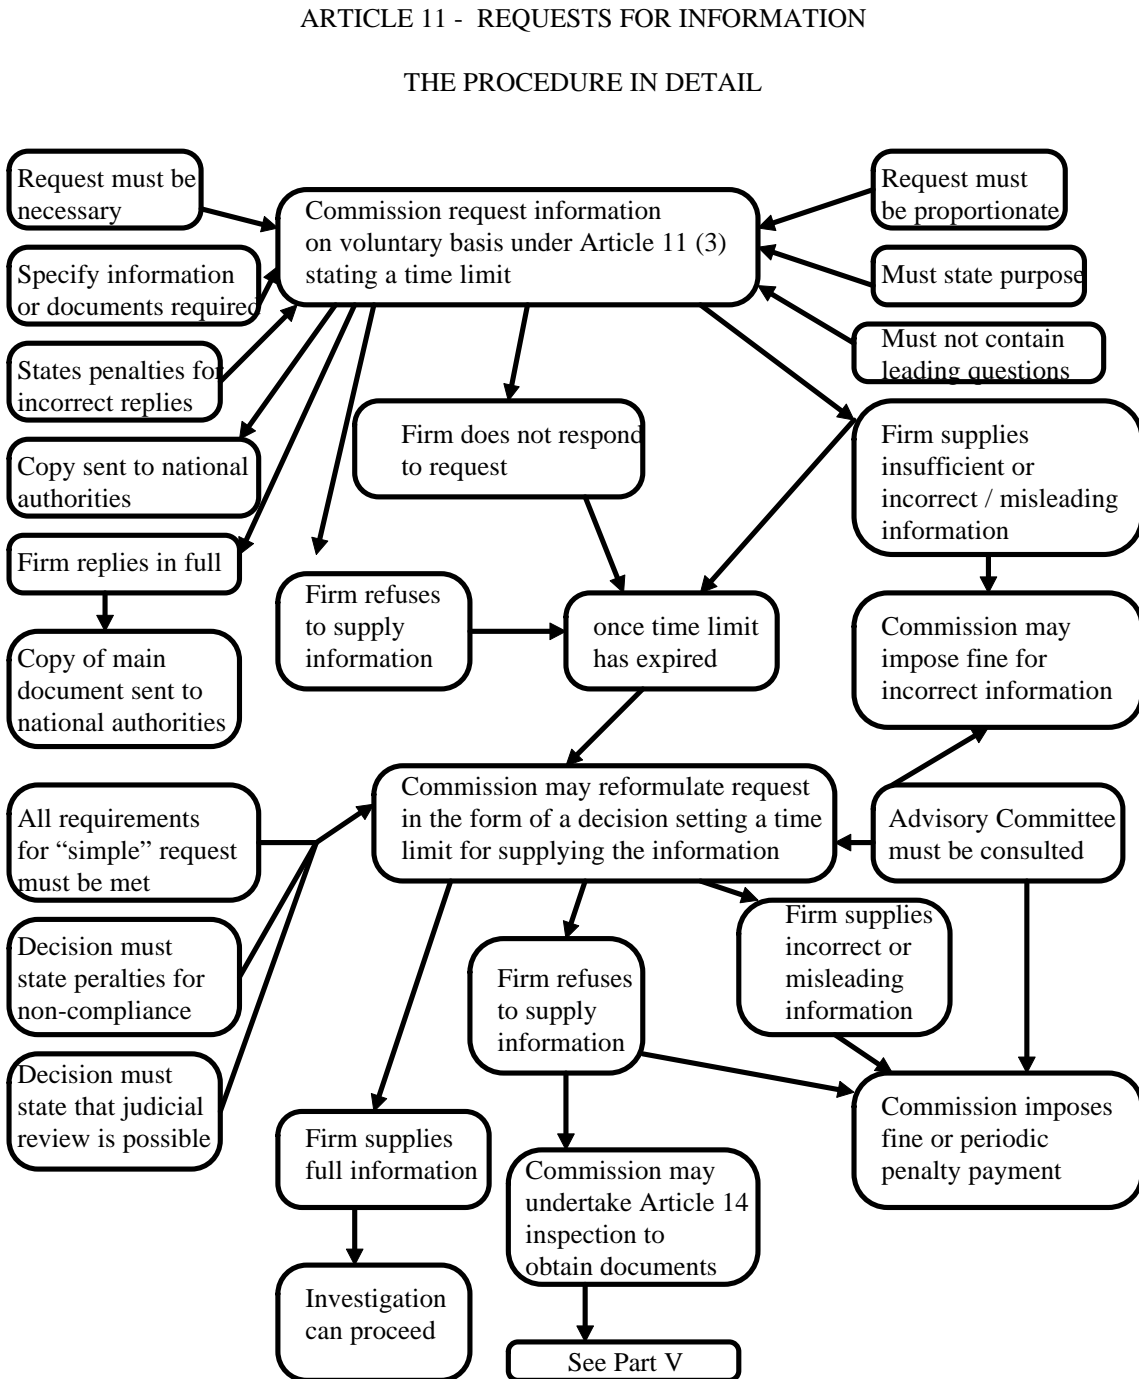 ARTICLE 11 - REQUESTS FOR INFORMATION
THE PROCEDURE IN DETAIL
Request must be
necessary
Commission request information
on voluntary basis under Article 11 (3)
stating a time limit
Request must
be proportionate
Specify information
or documents required
Must state purpose
States penalties for
incorrect replies
Must not contain
leading questions
Copy sent to national
authorities
Firm does not respond
to request
Firm supplies
insufficient or
incorrect / misleading
information
Firm replies in full
Firm refuses
to supply
information
once time limit
has expired
Commission may
impose fine for
incorrect information
Copy of main
document sent to
national authorities
All requirements
for “simple” request
must be met
Commission may reformulate request
in the form of a decision setting a time
limit for supplying the information
Advisory Committee
must be consulted
Decision must
state penalties for
non-compliance
Firm refuses
to supply
information
Firm supplies
incorrect or
misleading
information
Decision must
state that judicial
review is possible
Firm supplies
full information
Commission may
undertake Article 14
inspection to
obtain documents
Commission imposes
fine or periodic
penalty payment
Investigation
can proceed
See Part V